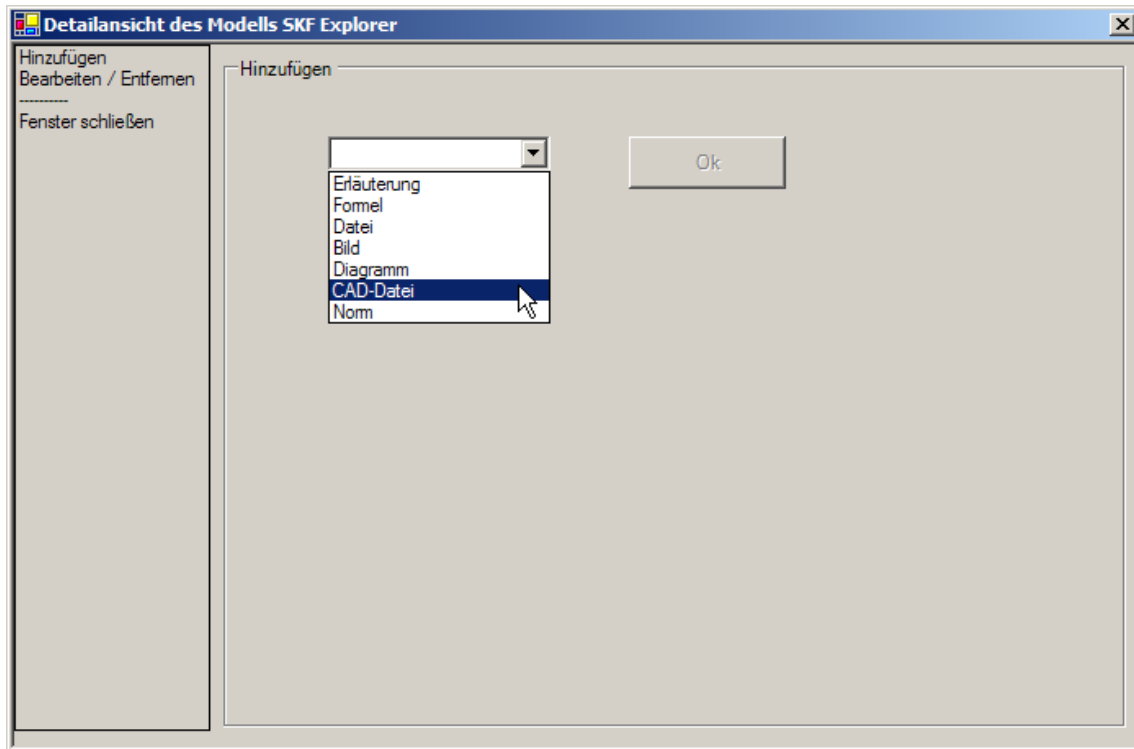 Detailansicht des Modells SKF Explorer
Hinzufügen
Bearbeiten / Entfernen
----------
Fenster schließen
Hinzufügen
Ok
Erläuterung
Formel
Datei
Bild
Diagramm
CAD-Datei
Norm